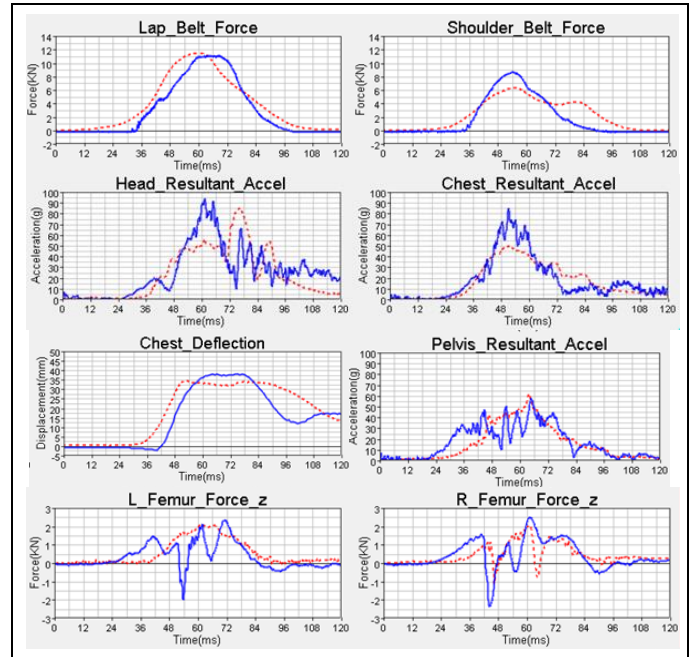 Lap_Belt_Force
Shoulder_Belt_Force
Force(KN)
14
12
10
8
6
4
2
0
-2
0 12 24 36 48 60 72 84 96 108 120
Time(ms)
Force(KN)
14
12
10
8
6
4
2
0
-2
0 12 24 36 48 60 72 84 96 108 120
Time(ms)
Head_Resultant_Accel
Chest_Resultant_Accel
Acceleration(g)
100
90
80
70
60
50
40
30
20
10
0
0 12 24 36 48 60 72 84 96 108 120
Time(ms)
Acceleration(g)
100
90
80
70
60
50
40
30
20
10
0
0 12 24 36 48 60 72 84 96 108 120
Time(ms)
Chest_Deflection
Pelvis_Resultant_Accel
Displacement(mm)
50
45
40
35
30
25
20
15
10
5
0
-5
0 12 24 36 48 60 72 84 96 108 120
Time(ms)
Acceleration(g)
100
90
80
70
60
50
40
30
20
10
0
0 12 24 36 48 60 72 84 96 108 120
Time(ms)
L_Femur_Force_z
R_Femur_Force_z
Force(KN)
3
2
1
0
-1
-2
-3
0 12 24 36 48 60 72 84 96 108 120
Time(ms)
Force(KN)
3
2
1
0
-1
-2
-3
0 12 24 36 48 60 72 84 96 108 120
Time(ms)